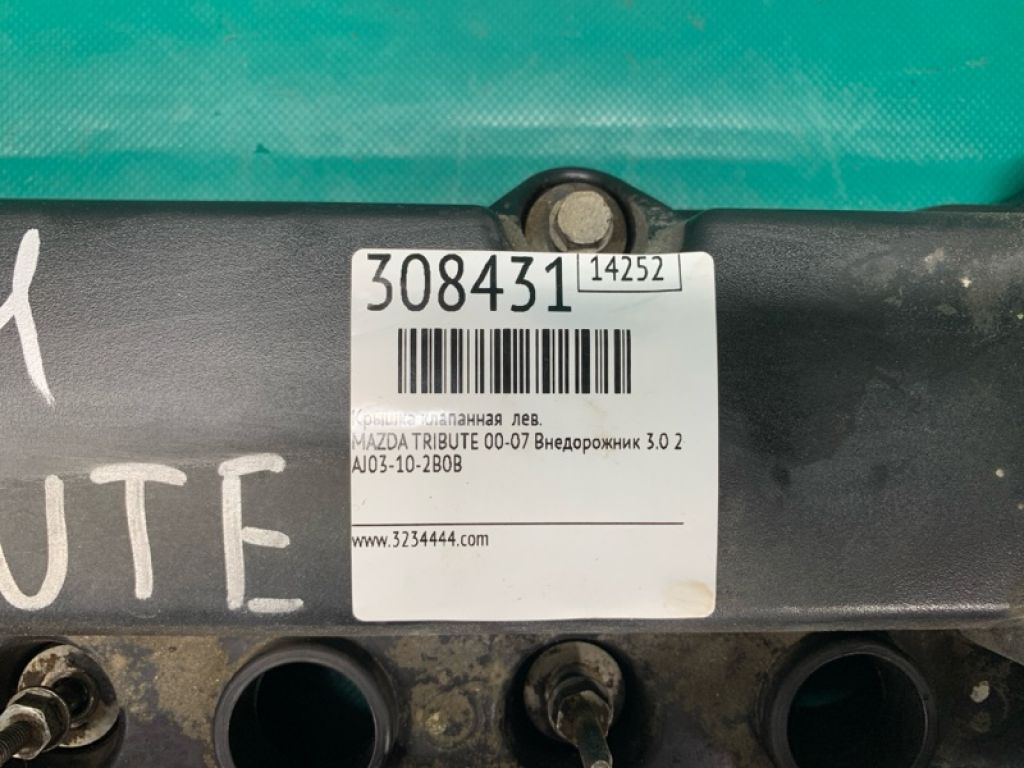 308431 14252
Крышка клапанная лев.
MAZDA TRIBUTE 00-07 Внедорожник 3.0 2
AJ03-10-2B0B
www.3234444.com
UTE